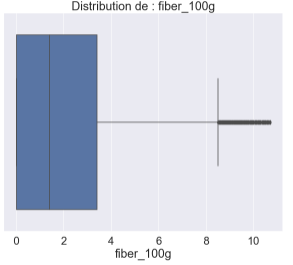 Distribution de : fiber_100g
0 2 4 6 8 10
fiber_100g